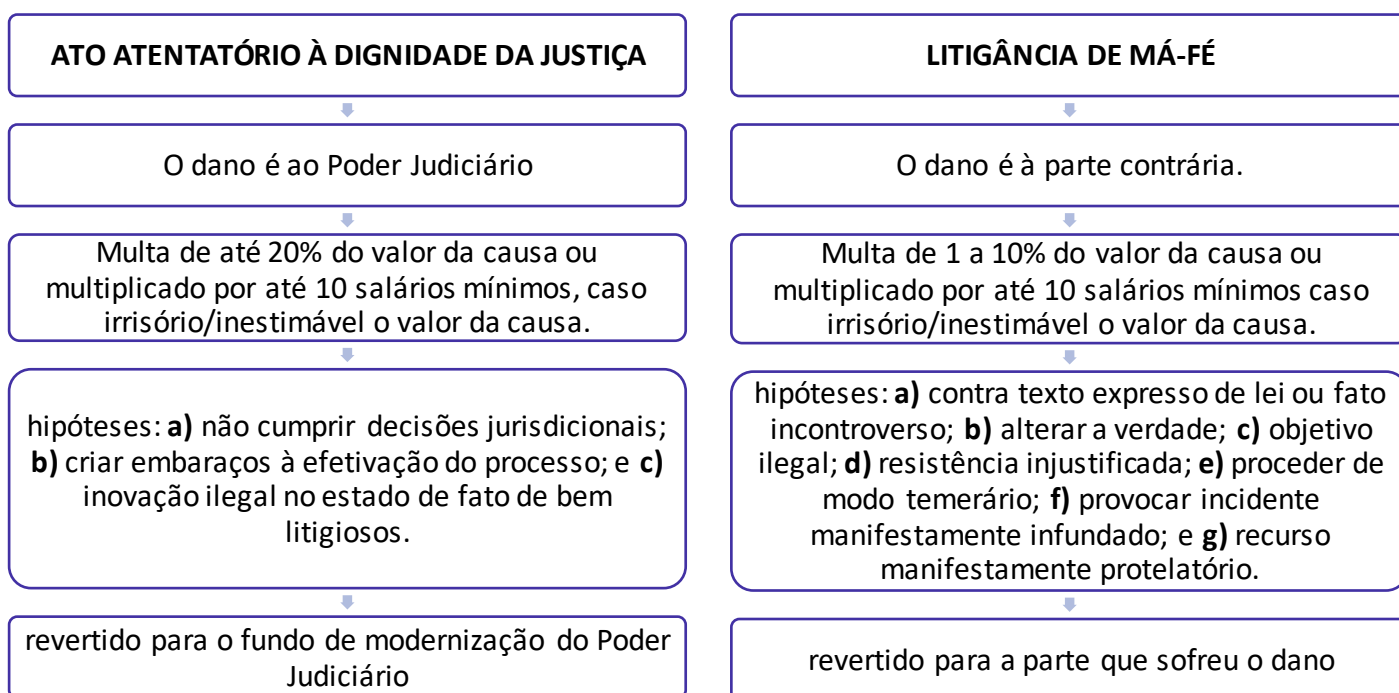 ATO ATENTATÓRIO À DIGNIDADE DA JUSTIÇA
O dano é ao Poder Judiciário
Multa de até 20% do valor da causa ou
multiplicado por até 10 salários mínimos, caso
irrisório/inestimável o valor da causa.
hipóteses: a) não cumprir decisões jurisdicionais;
b) criar embaraços à efetivação do processo; e c)
inovação ilegal no estado de fato de bem
litigiosos.
revertido para o fundo de modernização do Poder
Judiciário
LITIGÂNCIA DE MÁ-FÉ
O dano é à parte contrária.
Multa de 1 a 10% do valor da causa ou
multiplicado por até 10 salários mínimos caso
irrisório/inestimável o valor da causa.
hipóteses: a) contra texto expresso de lei ou fato
incontroverso; b) alterar a verdade; c) objetivo
ilegal; d) resistência injustificada; e) proceder de
modo temerário; f) provocar incidente
manifestamente infundado; e g) recurso
manifestamente protelatório.
revertido para a parte que sofreu o dano